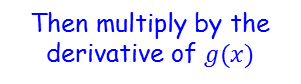 Then multiply by the
derivative of g(x)